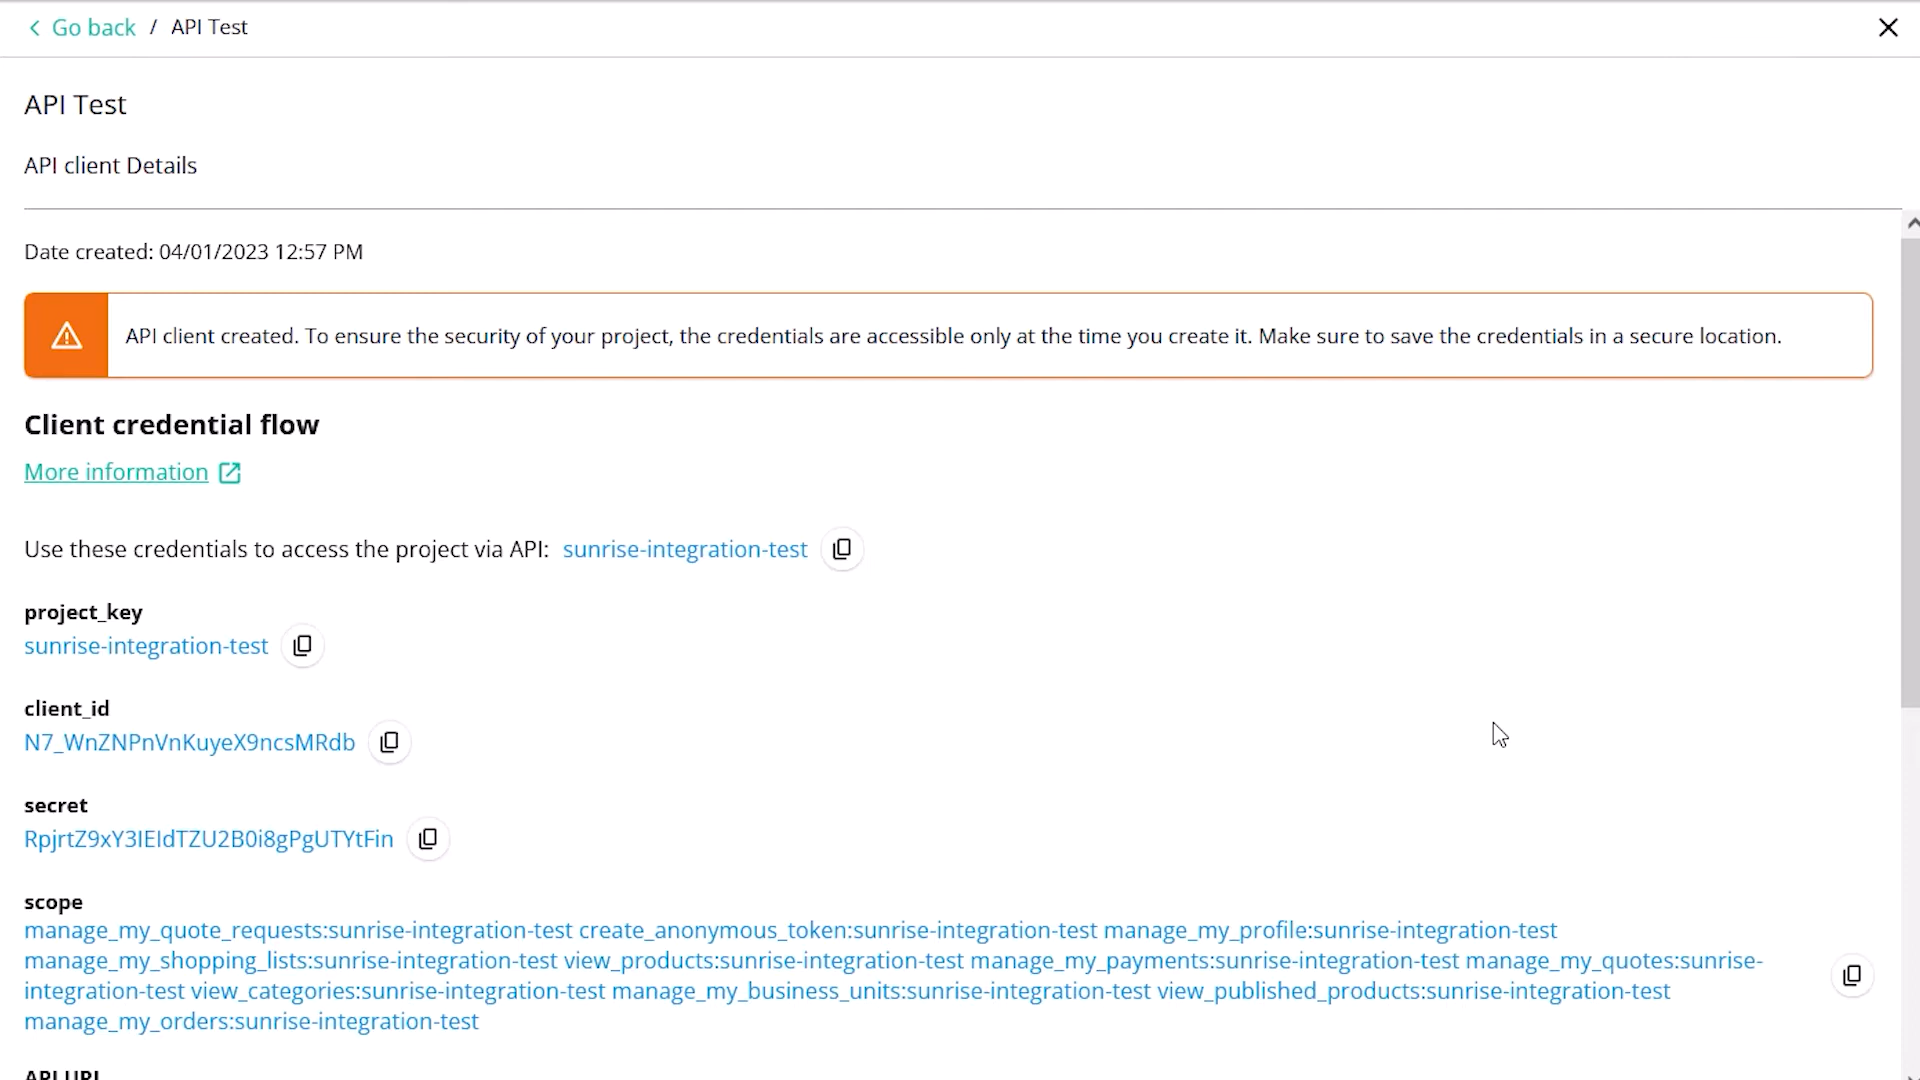 Go back / API Test
API Test
API client Details
Date created: 04/01/2023 12:57 PM
API client created. To ensure the security of your project, the credentials are accessible only at the time you create it. Make sure to save the credentials in a secure location.
Client credential flow
More information
Use these credentials to access the project via API: sunrise-integration-test
project_key
sunrise-integration-test
client_id
N7_WnZNPnVnKuyeX9ncsMRdb
secret
RpjrtZ9xY3IEIdTZU2B0i8gPgUTYtFin
scope
manage_my_quote_requests:sunrise-integration-test create_anonymous_token:sunrise-integration-test manage_my_profile:sunrise-integration-test
manage_my_shopping_lists:sunrise-integration-test view_products:sunrise-integration-test manage_my_payments:sunrise-integration-test manage_my_quotes:sunrise-
integration-test view_categories:sunrise-integration-test manage_my_business_units:sunrise-integration-test view_published_products:sunrise-integration-test
manage_my_orders:sunrise-integration-test
API URL